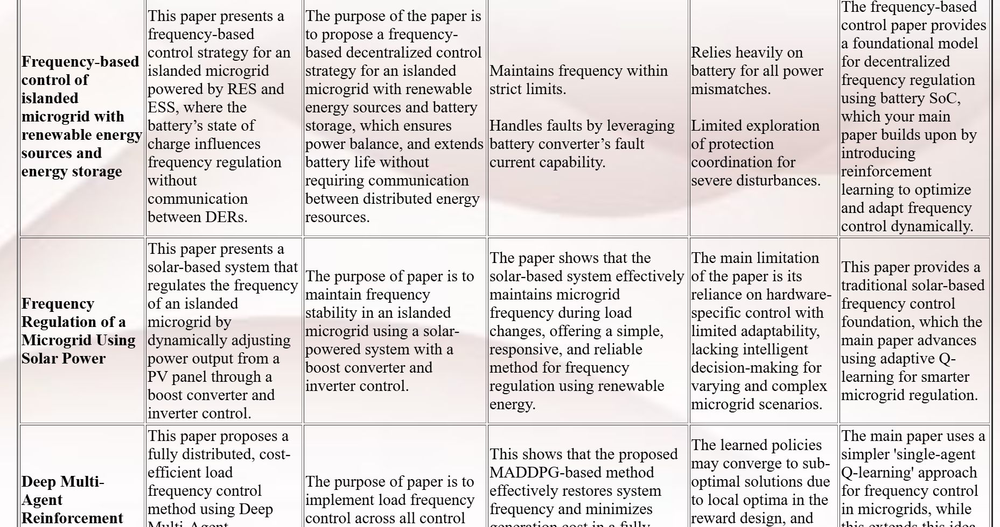 Frequency-based
control of
islanded
microgrid with
renewable energy
sources and
energy storage
This paper presents a
frequency-based
control strategy for an
islanded microgrid
powered by RES and
ESS, where the
battery’s state of
charge influences
frequency regulation
without
communication
between DERs.
The purpose of the paper is
to propose a frequency-
based decentralized control
strategy for an islanded
microgrid with renewable
energy sources and battery
storage, which ensures
power balance, and extends
battery life without
requiring communication
between distributed energy
resources.
Maintains frequency within
strict limits.
Handles faults by leveraging
battery converter’s fault
current capability.
Relies heavily on
battery for all power
mismatches.
Limited exploration
of protection
coordination for
severe disturbances.
The frequency-based
control paper provides
a foundational model
for decentralized
frequency regulation
using battery SoC,
which your main
paper builds upon by
introducing
reinforcement
learning to optimize
and adapt frequency
control dynamically.
Frequency
Regulation of a
Microgrid Using
Solar Power
This paper presents a
solar-based system that
regulates the frequency
of an islanded
microgrid by
dynamically adjusting
power output from a
PV panel through a
boost converter and
inverter control.
The purpose of paper is to
maintain frequency
stability in an islanded
microgrid using a solar-
powered system with a
boost converter and
inverter control.
The paper shows that the
solar-based system effectively
maintains microgrid
frequency during load
changes, offering a simple,
responsive, and reliable
method for frequency
regulation using renewable
energy.
The main limitation
of the paper is its
reliance on hardware-
specific control with
limited adaptability,
lacking intelligent
decision-making for
varying and complex
microgrid scenarios.
This paper provides a
traditional solar-based
frequency control
foundation, which the
main paper advances
using adaptive Q-
learning for smarter
microgrid regulation.
Deep Multi-
Agent
Reinforcement
This paper proposes a
fully distributed, cost-
efficient load
frequency control
method using Deep
Multi-Agent
The purpose of paper is to
implement load frequency
control across all control
This shows that the proposed
MADDPG-based method
effectively restores system
frequency and minimizes
generation cost in a fully
The learned policies
may converge to sub-
optimal solutions due
to local optima in the
reward design, and
The main paper uses a
simpler 'single-agent
Q-learning' approach
for frequency control
in microgrids, while
this extends this idea